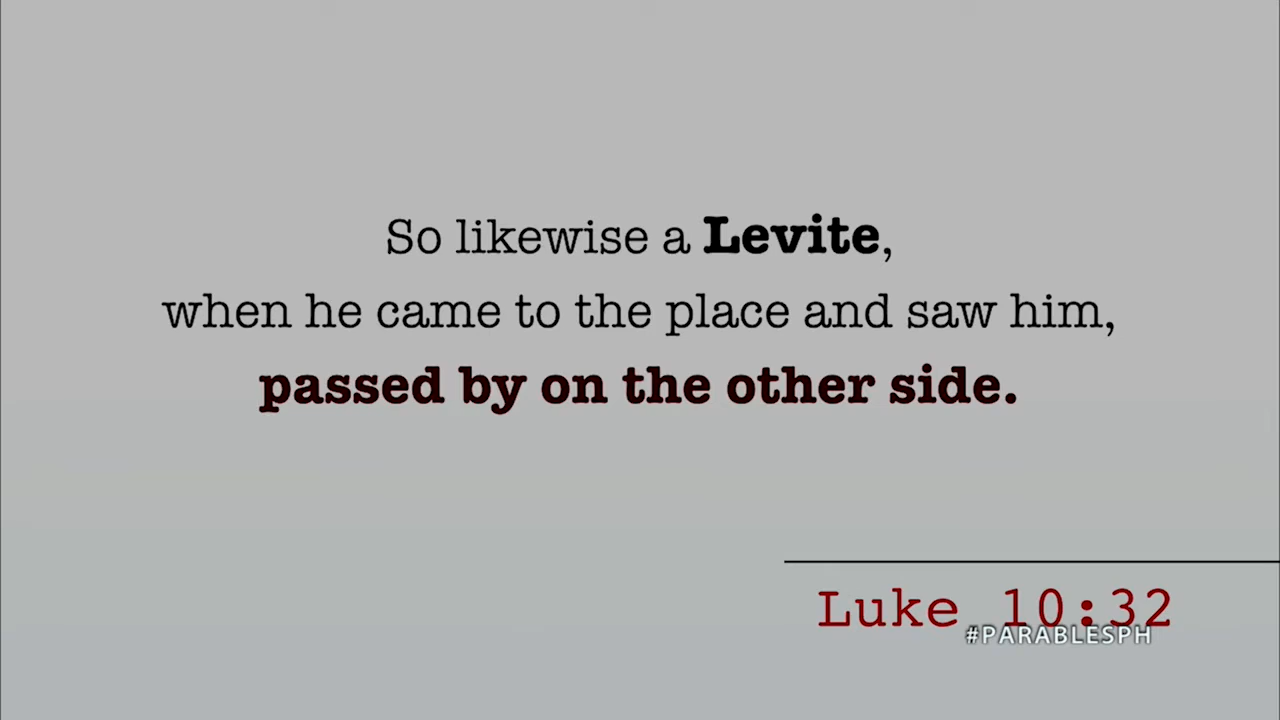 So likewise a Levite,
when he came to the place and saw him,
passed by on the other side.
Luke 10:32
#PARABLESPH